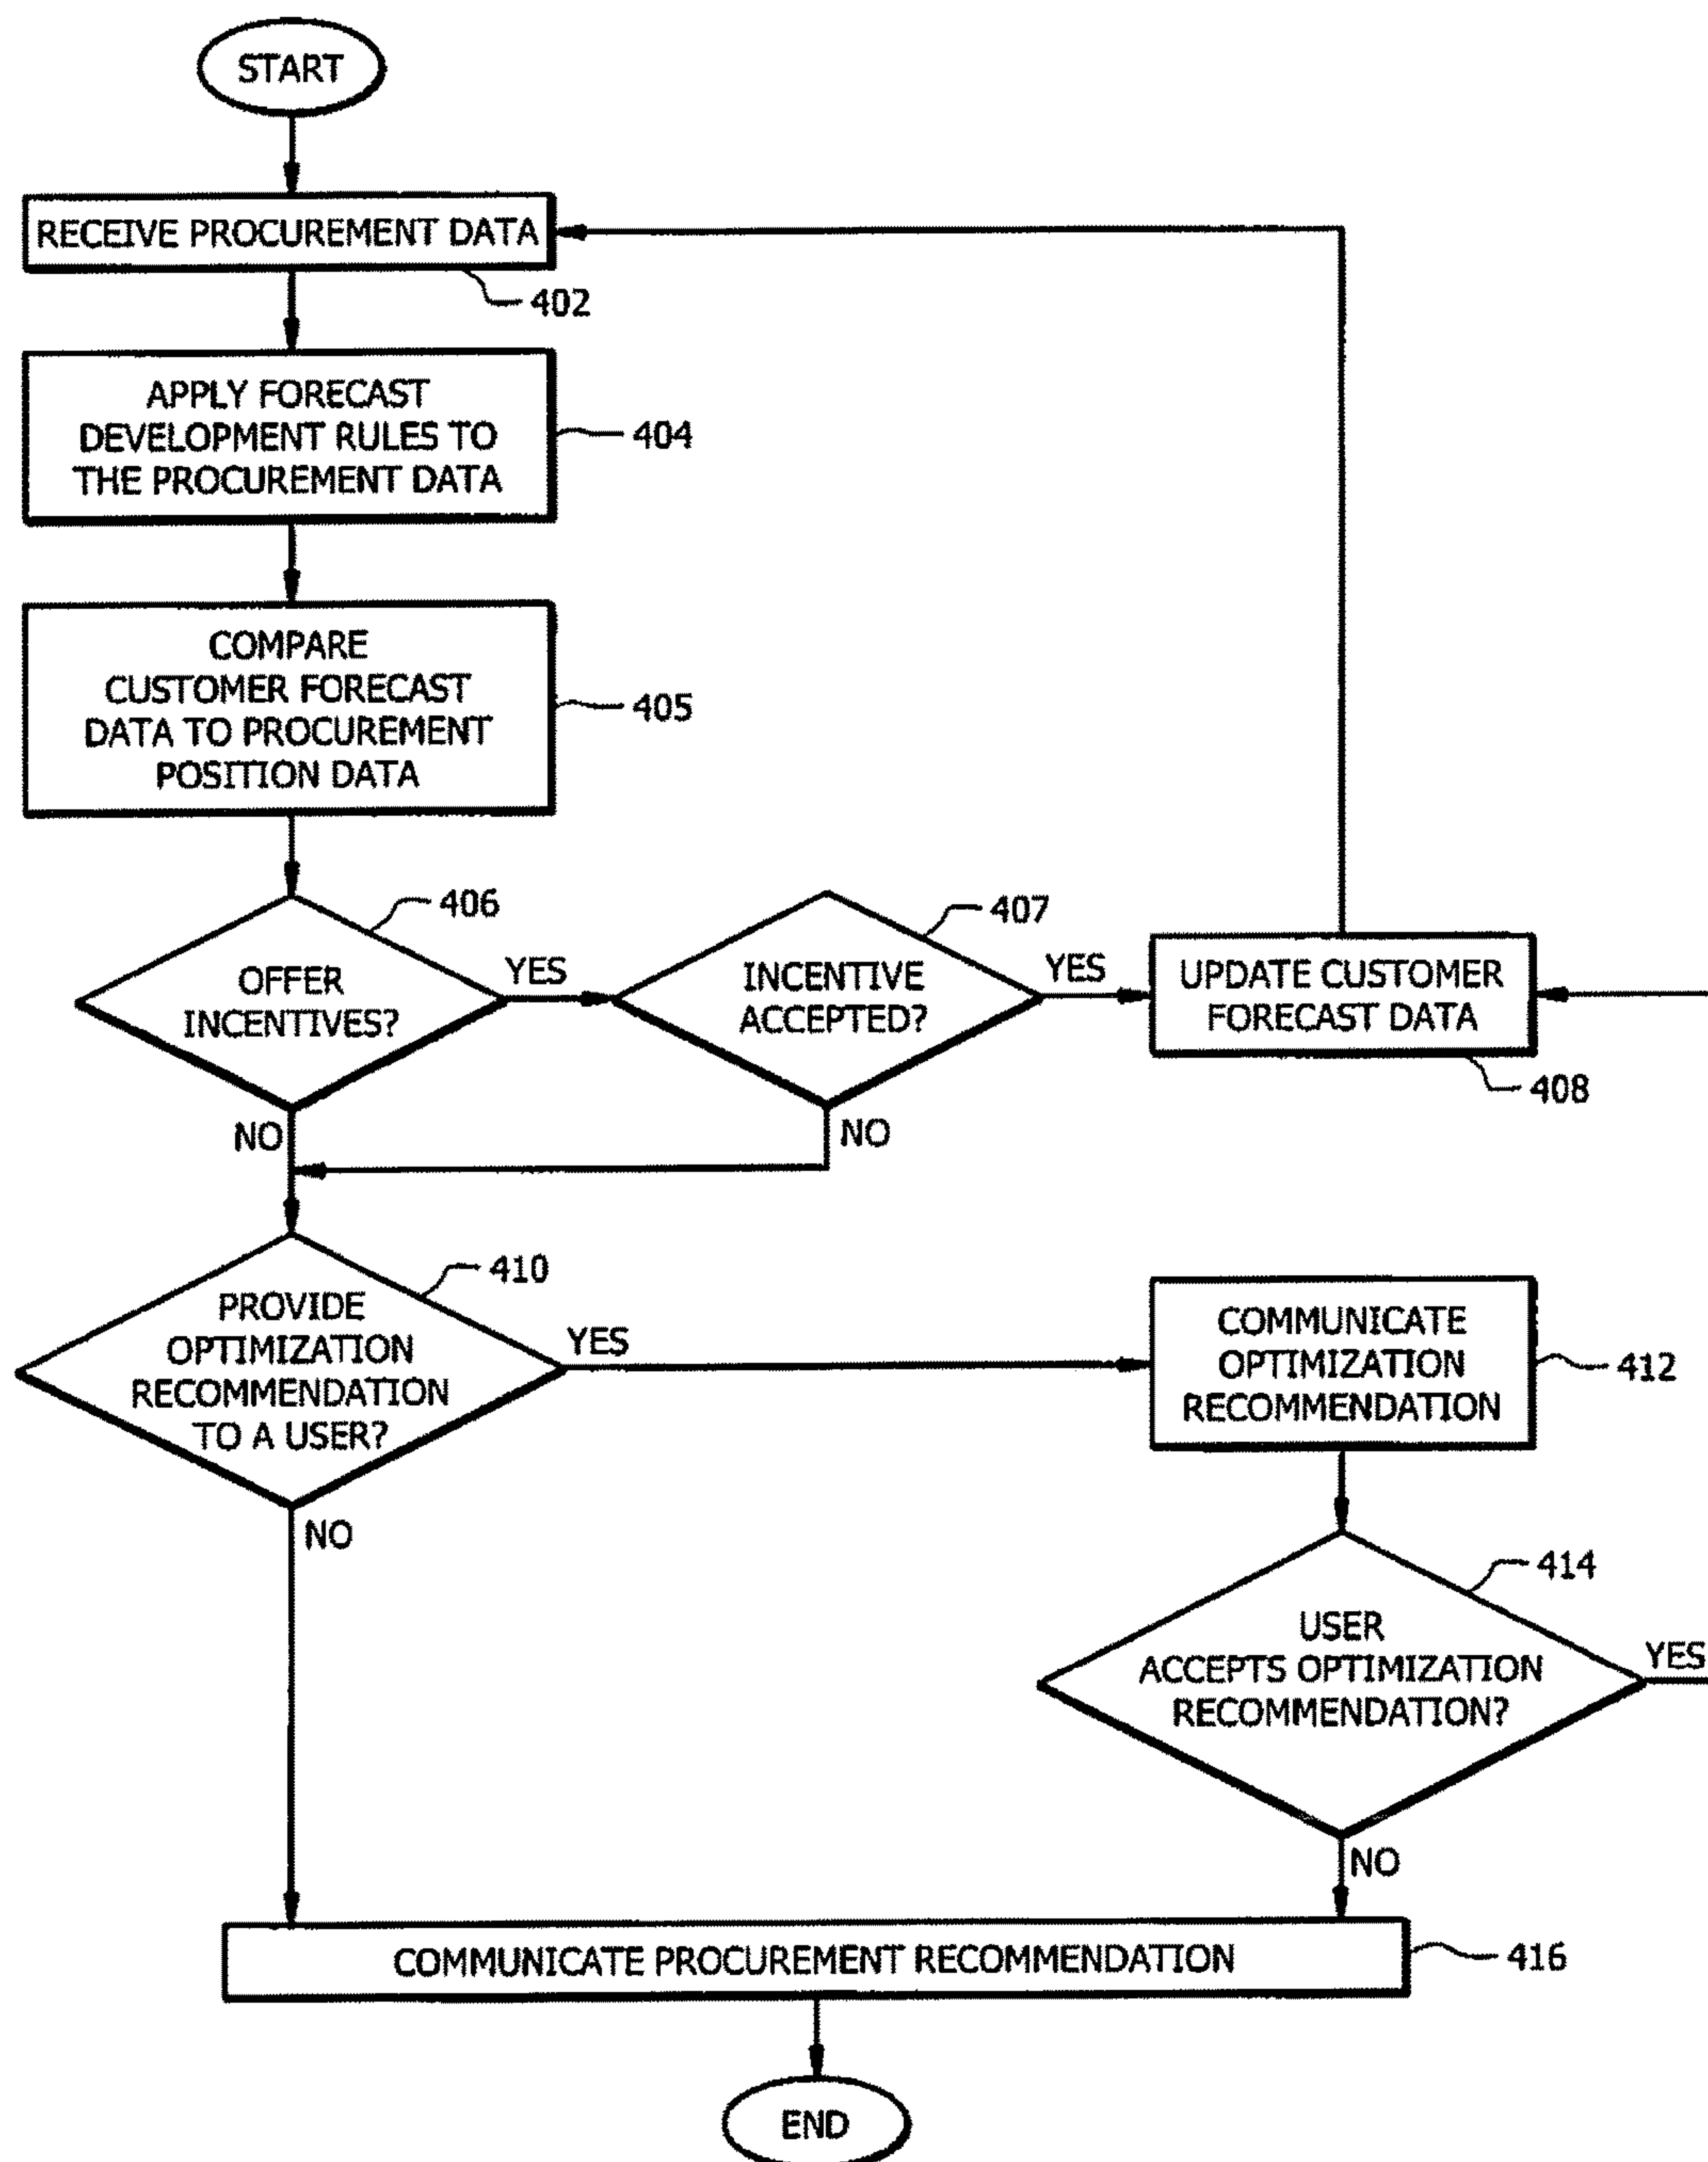 START
RECEIVE PROCUREMENT DATA
402
APPLY FORECAST
DEVELOPMENT RULES TO
THE PROCUREMENT DATA
404
COMPARE
CUSTOMER FORECAST
DATA TO PROCUREMENT
POSITION DATA
405
406
OFFER
INCENTIVES?
YES
NO
407
INCENTIVE
ACCEPTED?
YES
NO
UPDATE CUSTOMER
FORECAST DATA
408
410
PROVIDE
OPTIMIZATION
RECOMMENDATION
TO A USER?
YES
NO
COMMUNICATE
OPTIMIZATION
RECOMMENDATION
412
414
USER
ACCEPTS OPTIMIZATION
RECOMMENDATION?
YES
NO
COMMUNICATE PROCUREMENT RECOMMENDATION
416
END